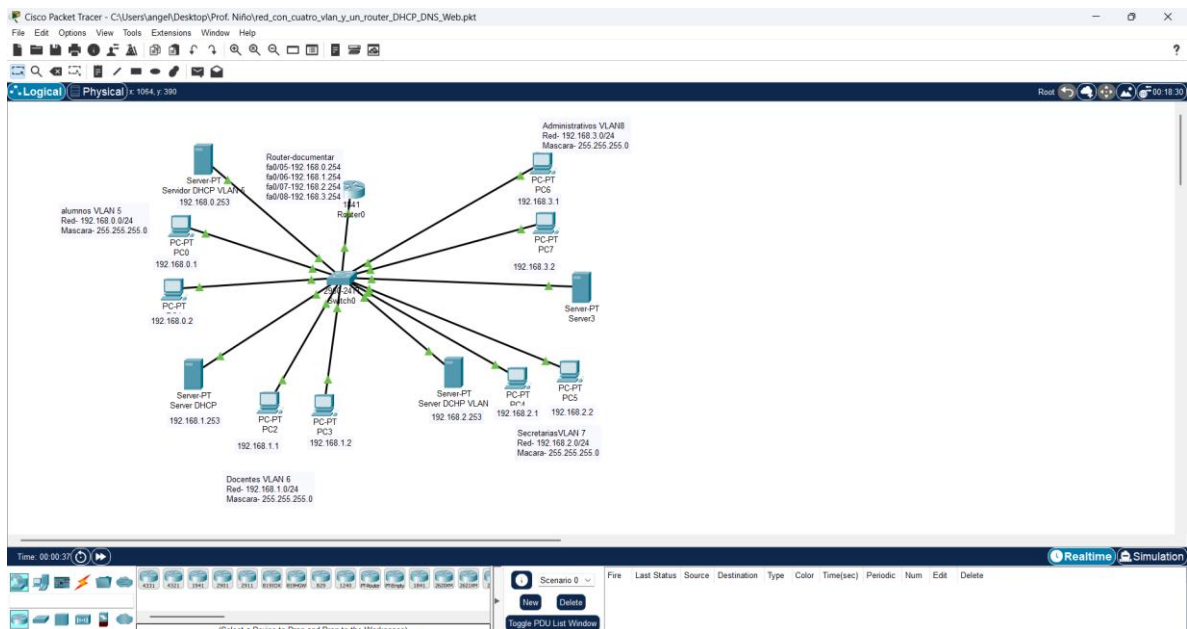 Cisco Packet Tracer - C:\Users\angel\Desktop\Prof. Niño\red_con_cuatro_vlan_y_un_router_DHCP_DNS_Web.pkt
File Edit Options View Tools Extensions Window Help
?
Logical Physical x: 1064, y: 390
Root 00:18:30
Administrativos VLAN8
Red- 192.168.3.0/24
Mascara- 255.255.255.0
PC-PT
PC6
192.168.3.1
Router-documentar
fa0/05-192.168.0.254
fa0/06-192.168.1.254
fa0/07-192.168.2.254
fa0/08-192.168.3.254
1841
Router0
Server-PT
Servidor DHCP VLAN 5
192.168.0.253
alumnos VLAN 5
Red- 192.168.0.0/24
Mascara- 255.255.255.0
PC-PT
PC0
192.168.0.1
PC-PT
PC7
192.168.3.2
Switch0
PC-PT
192.168.0.2
Server-PT
Server3
Server-PT
Server DHCP
192.168.1.253
PC-PT
PC2
192.168.1.1
PC-PT
PC3
192.168.1.2
Server-PT
Server DCHP VLAN
192.168.2.253
PC-PT
PC4
192.168.2.1
PC-PT
PC5
192.168.2.2
SecretariasVLAN 7
Red- 192.168.2.0/24
Macara- 255.255.255.0
Docentes VLAN 6
Red- 192.168.1.0/24
Mascara- 255.255.255.0
Time: 00:00:37
Realtime Simulation
4331 4321 1941 2901 2911 819IOX 819HGW 829 1240 PT-Router PT-Empty 1841 2620XM
Scenario 0
New Delete
Toggle PDU List Window
Fire Last Status Source Destination Type Color Time(sec) Periodic Num Edit Delete
(Select a Device to Drag and Drop to the Workspace)